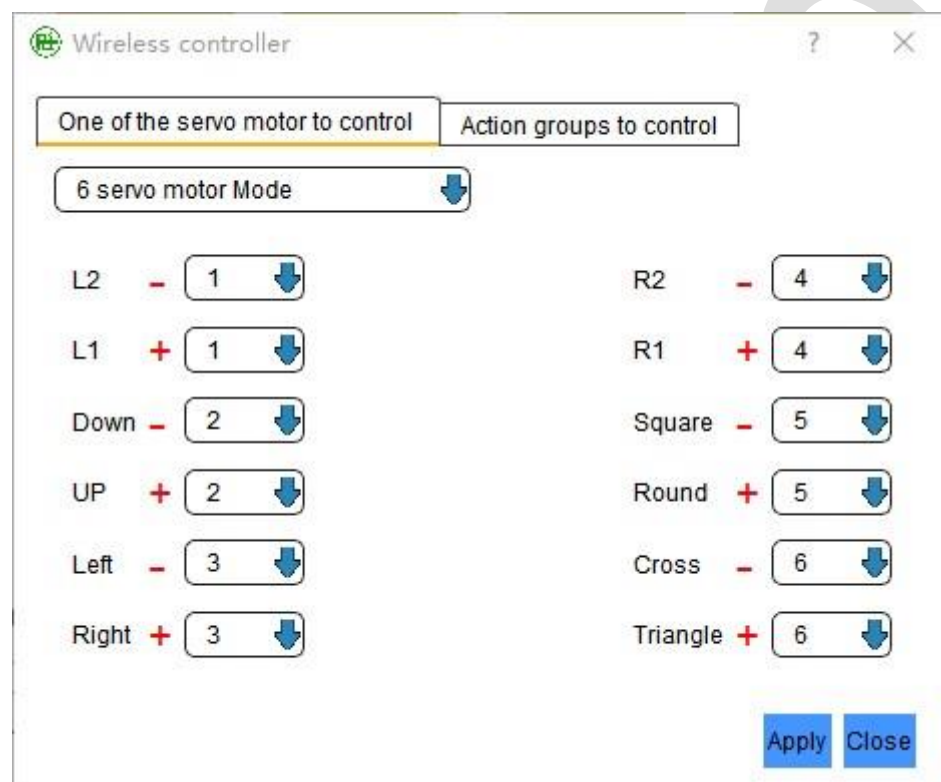 Wireless controller ? ×
One of the servo motor to control Action groups to control
6 servo motor Mode
L2 - 1 R2 - 4
L1 + 1 R1 + 4
Down - 2 Square - 5
UP + 2 Round + 5
Left - 3 Cross - 6
Right + 3 Triangle + 6
Apply Close